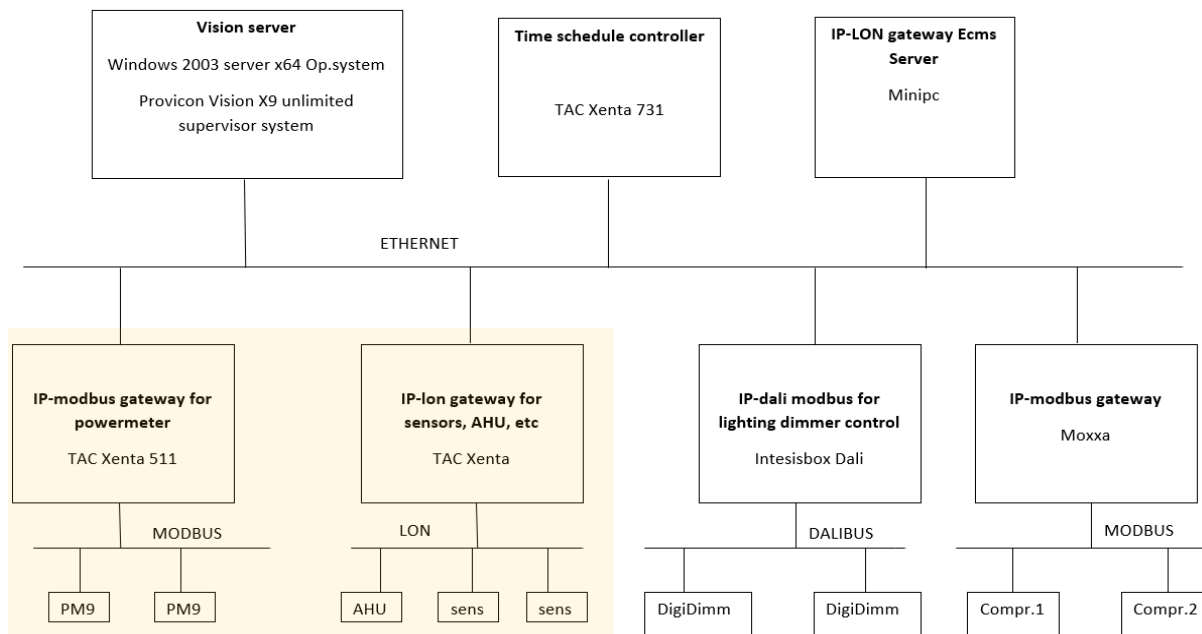 Vision server
Windows 2003 server x64 Op.system
Provicon Vision X9 unlimited
supervisor system
Time schedule controller
TAC Xenta 731
IP-LON gateway Ecms
Server
Minipc
ETHERNET
IP-modbus gateway for
powermeter
TAC Xenta 511
IP-lon gateway for
sensors, AHU, etc
TAC Xenta
IP-dali modbus for
lighting dimmer control
Intesisbox Dali
IP-modbus gateway
Moxxa
MODBUS
LON
DALIBUS
MODBUS
PM9
PM9
AHU
sens
sens
DigiDimm
DigiDimm
Compr.1
Compr.2